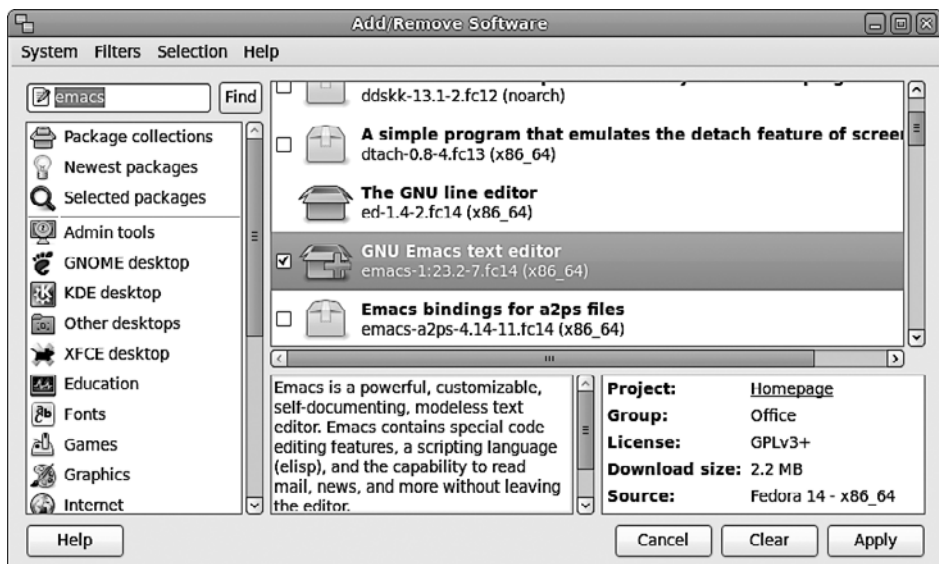 Add/Remove Software
System Filters Selection Help
emacs Find
Package collections
Newest packages
Selected packages
Admin tools
GNOME desktop
KDE desktop
Other desktops
XFCE desktop
Education
Fonts
Games
Graphics
Internet
ddskk-13.1-2.fc12 (noarch)
A simple program that emulates the detach feature of screen
dtach-0.8-4.fc13 (x86_64)
The GNU line editor
ed-1.4-2.fc14 (x86_64)
GNU Emacs text editor
emacs-1:23.2-7.fc14 (x86_64)
Emacs bindings for a2ps files
emacs-a2ps-4.14-11.fc14 (x86_64)
Emacs is a powerful, customizable,
self-documenting, modeless text
editor. Emacs contains special code
editing features, a scripting language
(elisp), and the capability to read
mail, news, and more without leaving
the editor.
Project: Homepage
Group: Office
License: GPLv3+
Download size: 2.2 MB
Source: Fedora 14 - x86_64
Help Cancel Clear Apply